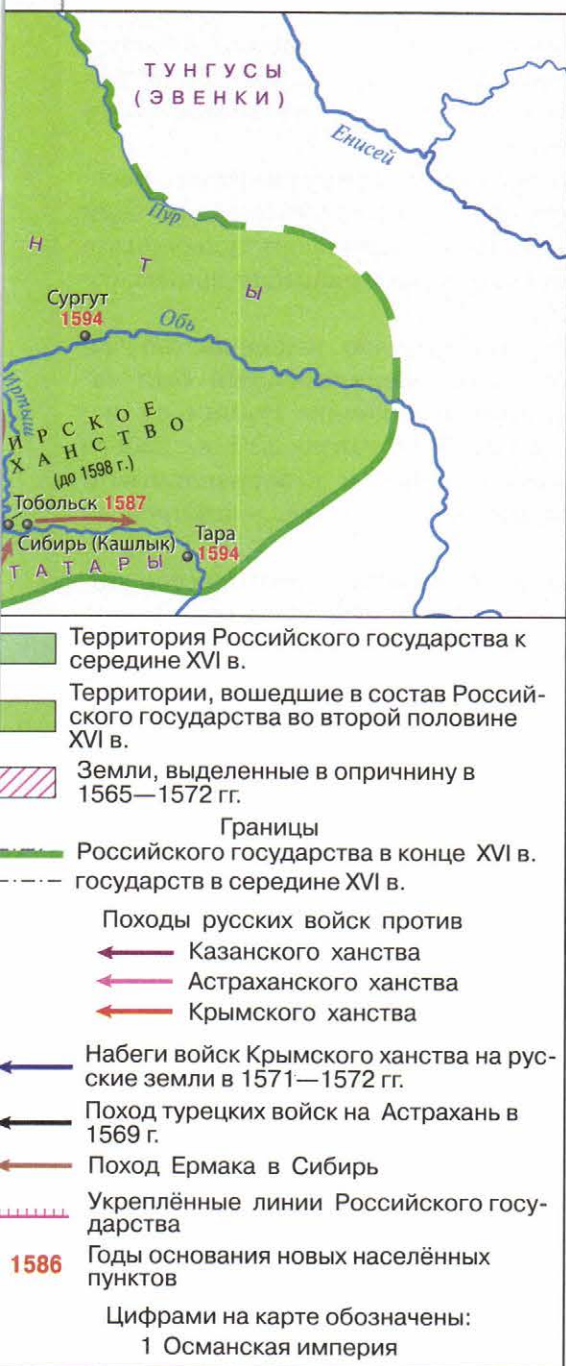 ТУНГУСЫ
(ЭВЕНКИ)
Енисей
Пур
Н Т Ы
Сургут
1594
Обь
Иртыш
ИРСКОЕ
ХАНСТВО
(до 1598 г.)
Тобольск 1587
Сибирь (Кашлык)
Тара
1594
ТАТАРЫ
Территория Российского государства к
середине XVI в.
Территории, вошедшие в состав Россий-
ского государства во второй половине
XVI в.
Земли, выделенные в опричнину в
1565—1572 гг.
Границы
Российского государства в конце XVI в.
государств в середине XVI в.
Походы русских войск против
Казанского ханства
Астраханского ханства
Крымского ханства
Набеги войск Крымского ханства на рус-
ские земли в 1571—1572 гг.
Поход турецких войск на Астрахань в
1569 г.
Поход Ермака в Сибирь
Укреплённые линии Российского госу-
дарства
1586 Годы основания новых населённых
пунктов
Цифрами на карте обозначены:
1 Османская империя